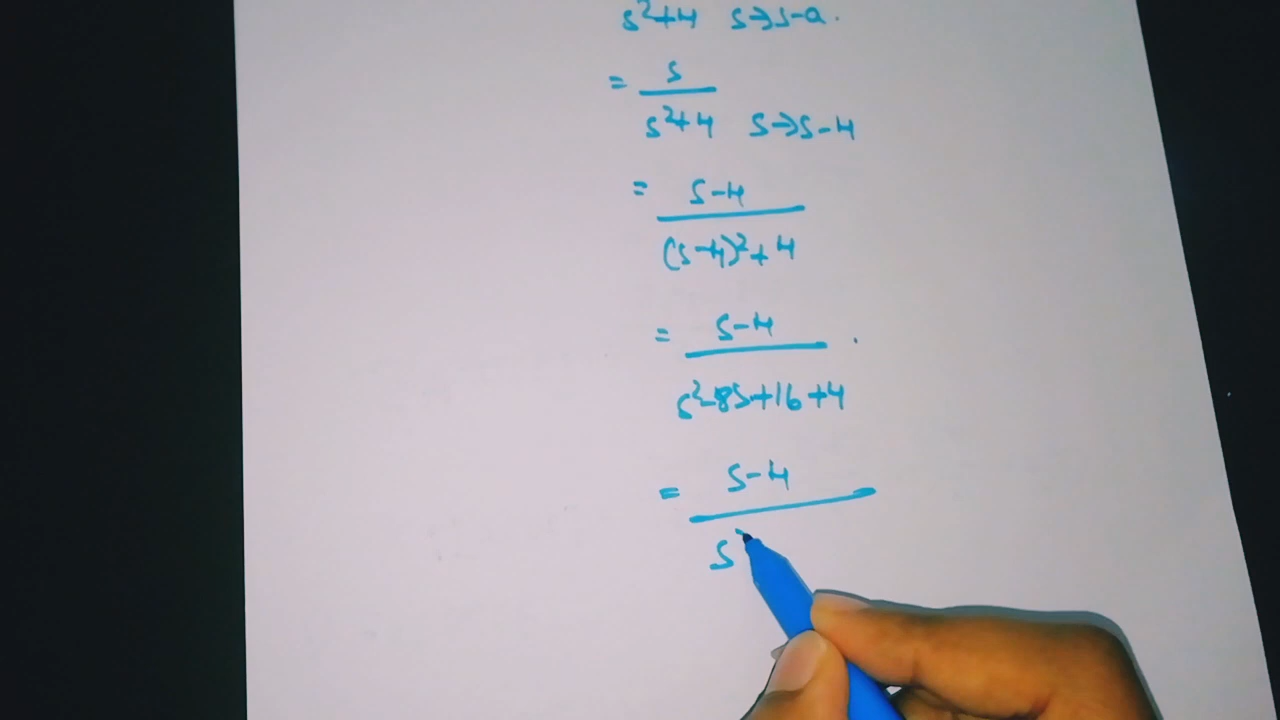 s²+4 s→s-a.
= s
s²+4 s→s-4
= s-4
(s-4)²+4
= s-4 .
s²-8s+16+4
= s-4
s